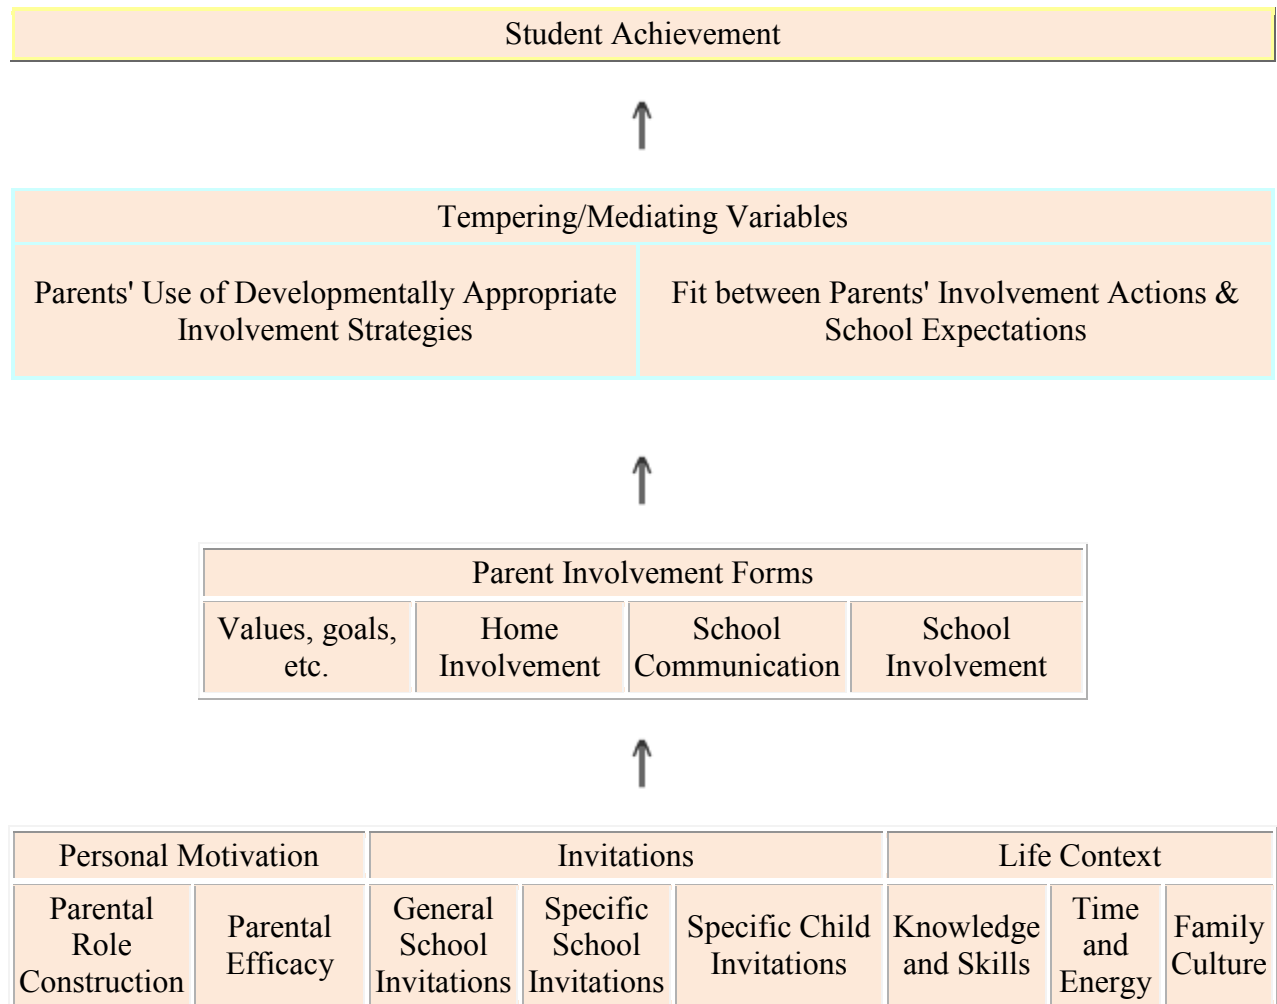 Student Achievement
Tempering/Mediating Variables
Parents' Use of Developmentally Appropriate
Involvement Strategies
Fit between Parents' Involvement Actions &
School Expectations
Parent Involvement Forms
Values, goals,
etc.
Home
Involvement
School
Communication
School
Involvement
Personal Motivation
Invitations
Life Context
Parental
Role
Construction
Parental
Efficacy
General
School
Invitations
Specific
School
Invitations
Specific Child
Invitations
Knowledge
and Skills
Time
and
Energy
Family
Culture